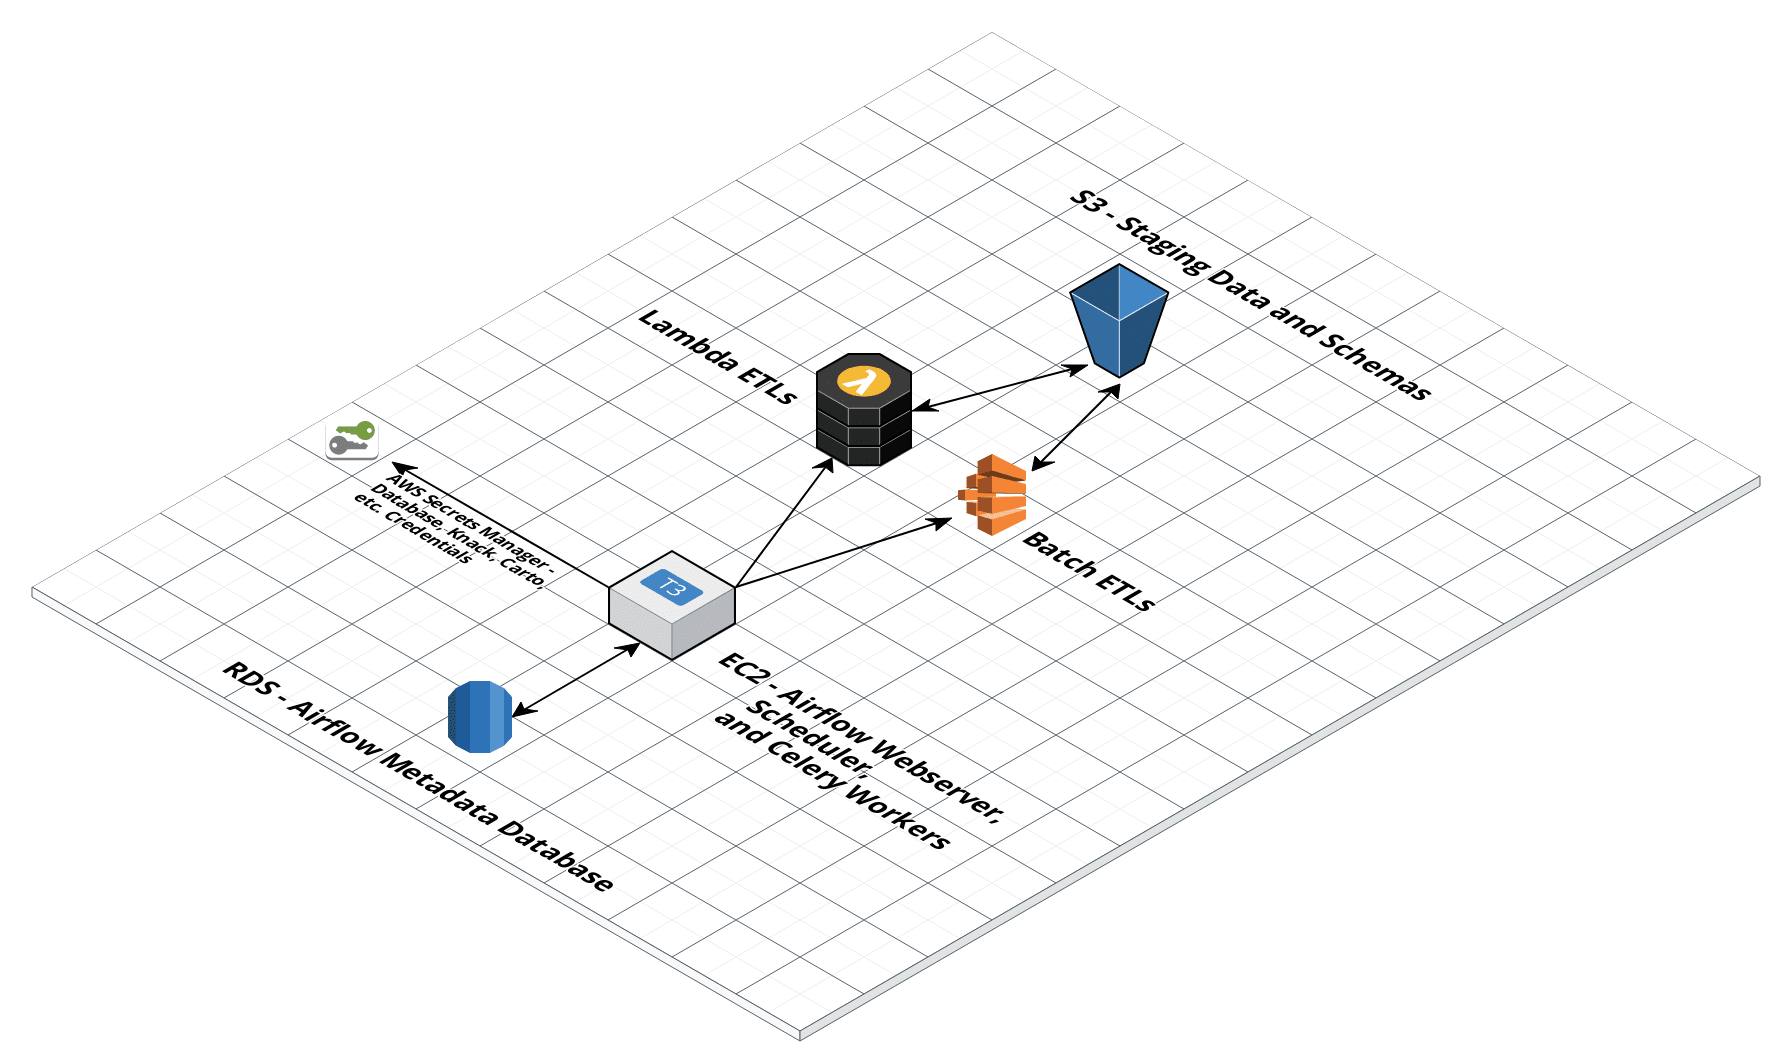 S3 - Staging Data and Schemas
Lambda ETLs
AWS Secrets Manager -
Database, Knack, Carto,
etc. Credentials
Batch ETLs
T3
EC2 - Airflow Webserver,
Scheduler,
and Celery Workers
RDS - Airflow Metadata Database